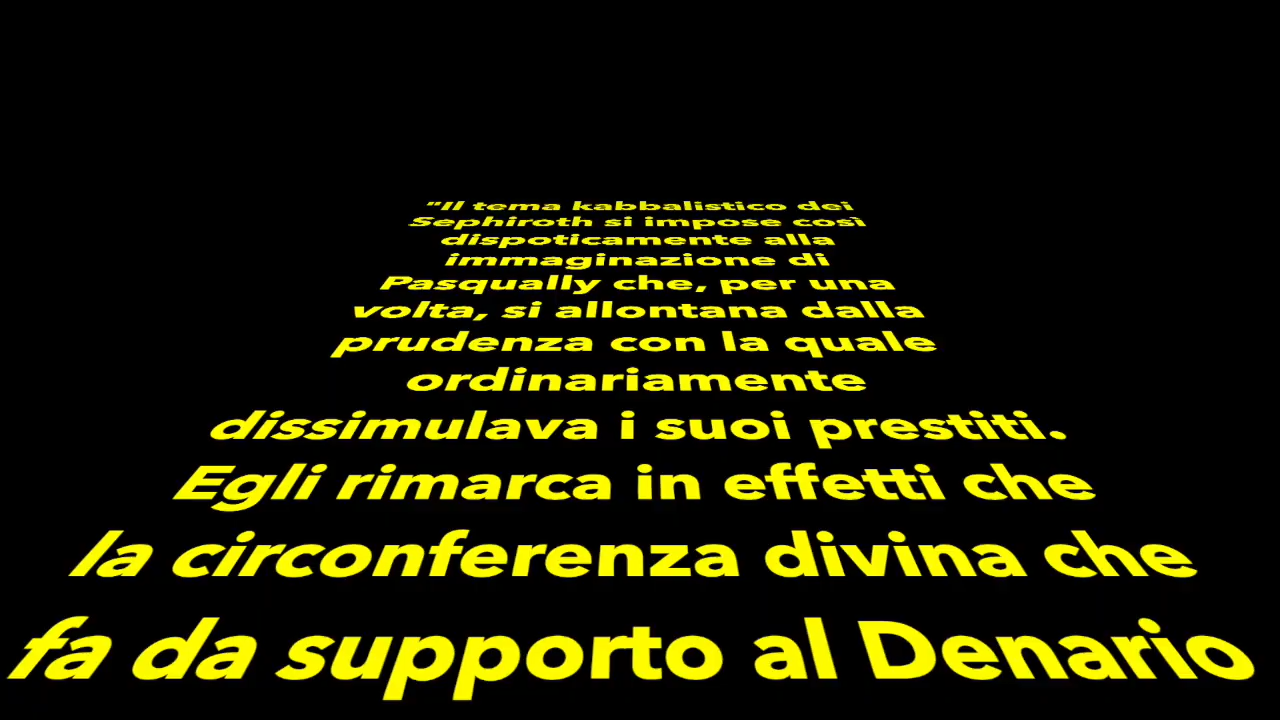 "Il tema kabbalistico dei
Sephiroth si impose così
dispoticamente alla
immaginazione di
Pasqually che, per una
volta, si allontana dalla
prudenza con la quale
ordinariamente
dissimulava i suoi prestiti.
Egli rimarca in effetti che
la circonferenza divina che
fa da supporto al Denario